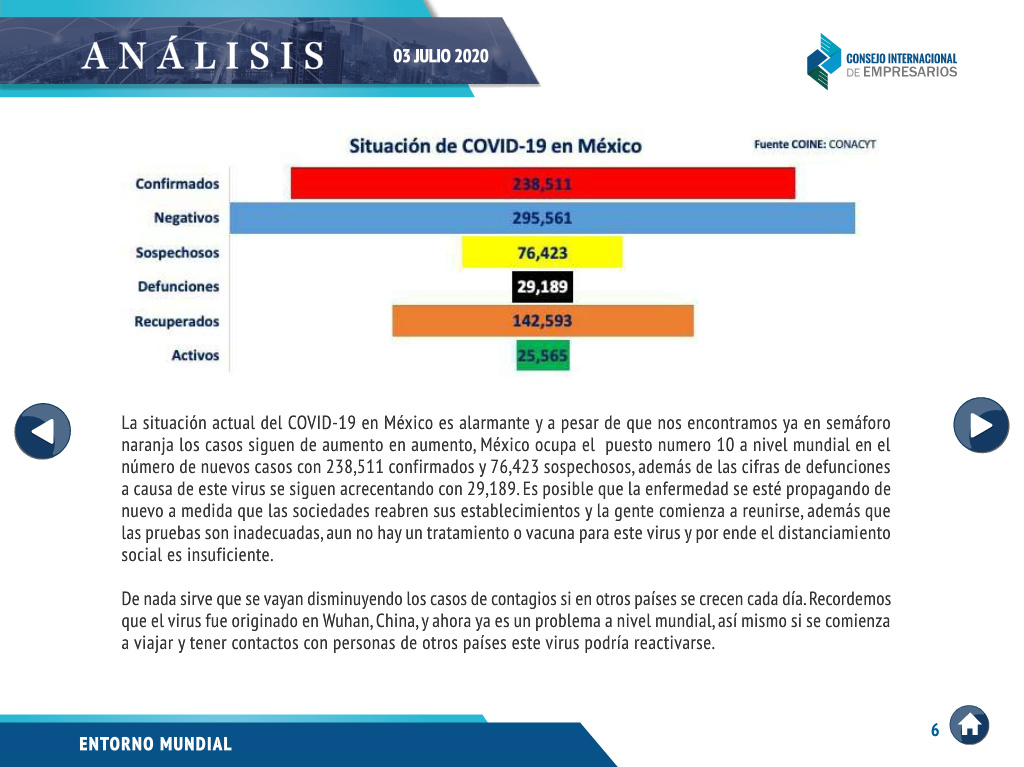 ANÁLISIS
03 JULIO 2020
CONSEJO INTERNACIONAL
DE EMPRESARIOS
Situación de COVID-19 en México
Fuente COINE: CONACYT
Confirmados 238,511
Negativos 295,561
Sospechosos 76,423
Defunciones 29,189
Recuperados 142,593
Activos 25,565
La situación actual del COVID-19 en México es alarmante y a pesar de que nos encontramos ya en semáforo
naranja los casos siguen de aumento en aumento, México ocupa el puesto numero 10 a nivel mundial en el
número de nuevos casos con 238,511 confirmados y 76,423 sospechosos, además de las cifras de defunciones
a causa de este virus se siguen acrecentando con 29,189. Es posible que la enfermedad se esté propagando de
nuevo a medida que las sociedades reabren sus establecimientos y la gente comienza a reunirse, además que
las pruebas son inadecuadas, aun no hay un tratamiento o vacuna para este virus y por ende el distanciamiento
social es insuficiente.
De nada sirve que se vayan disminuyendo los casos de contagios si en otros países se crecen cada día. Recordemos
que el virus fue originado en Wuhan, China, y ahora ya es un problema a nivel mundial, así mismo si se comienza
a viajar y tener contactos con personas de otros países este virus podría reactivarse.
ENTORNO MUNDIAL
6